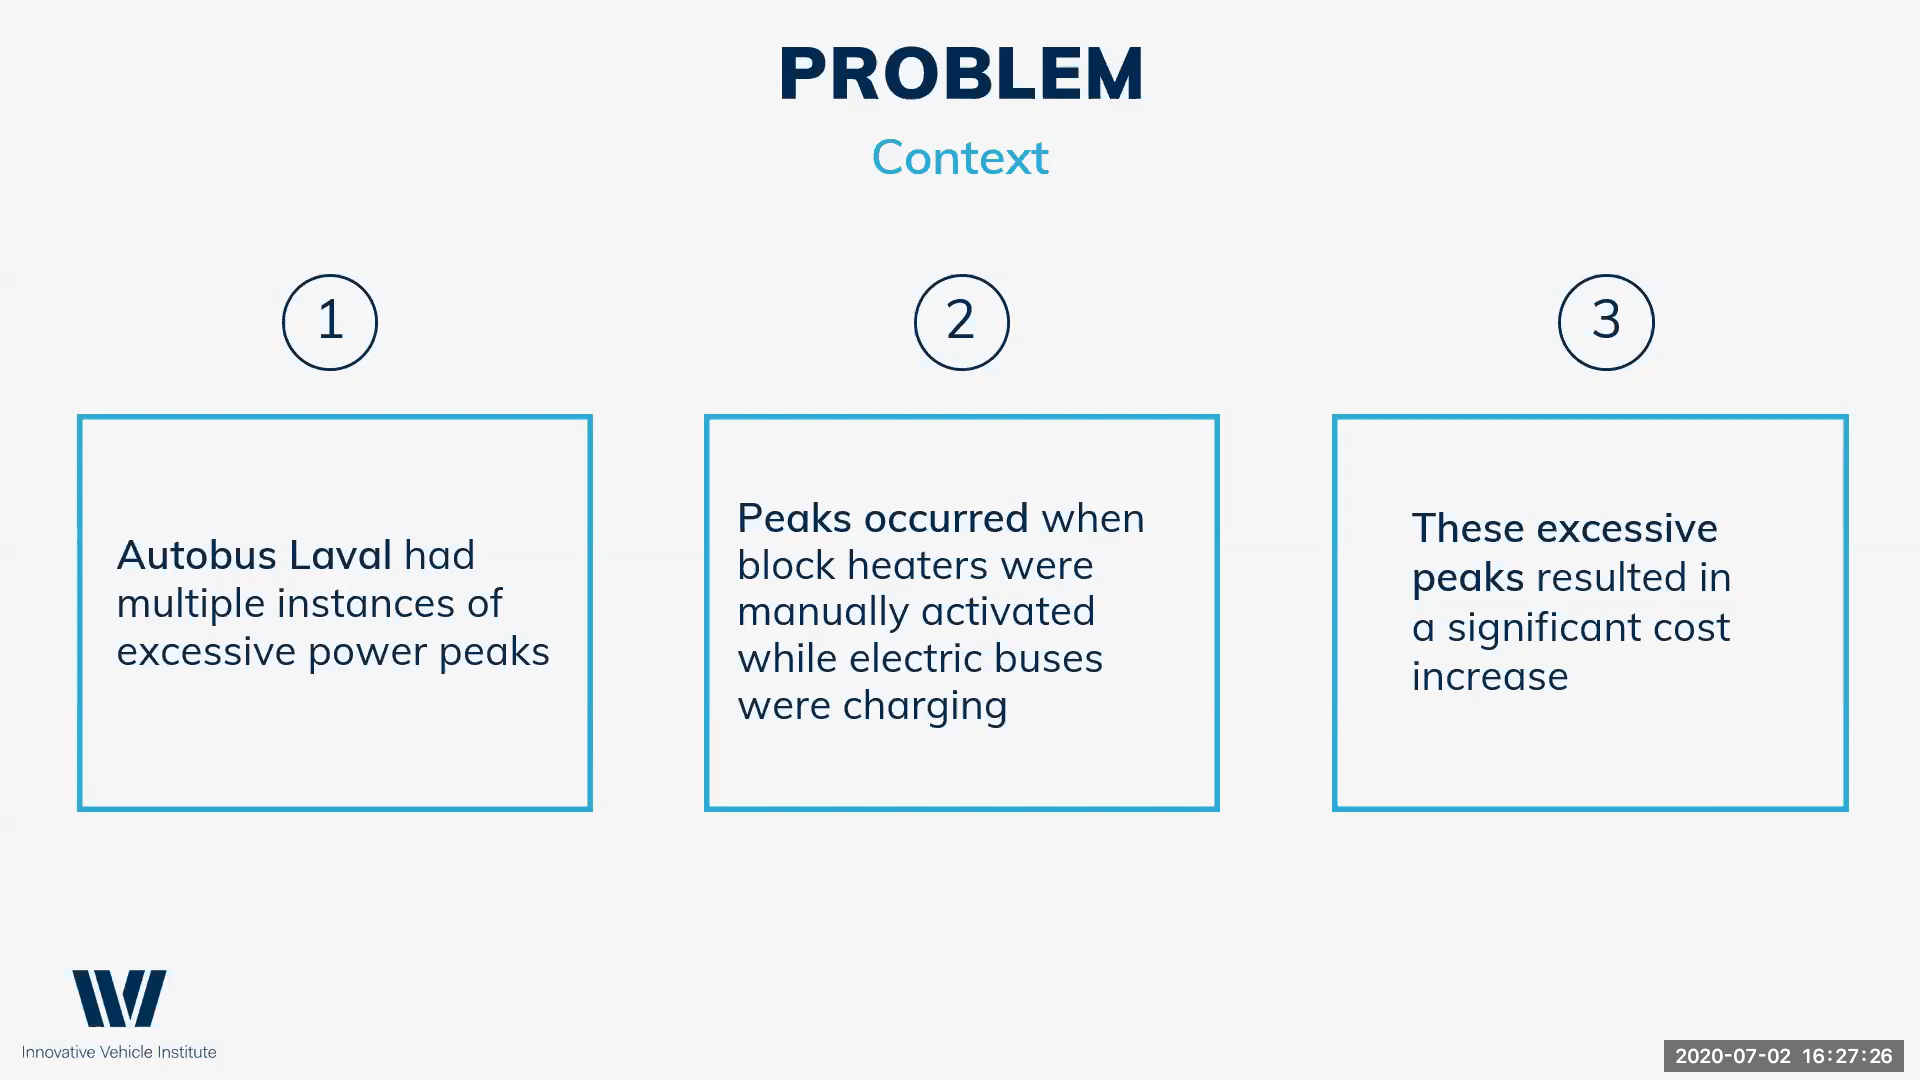 PROBLEM
Context
1
2
3
Autobus Laval had
multiple instances of
excessive power peaks
Peaks occurred when
block heaters were
manually activated
while electric buses
were charging
These excessive
peaks resulted in
a significant cost
increase
Innovative Vehicle Institute
2020-07-02 16:27:26